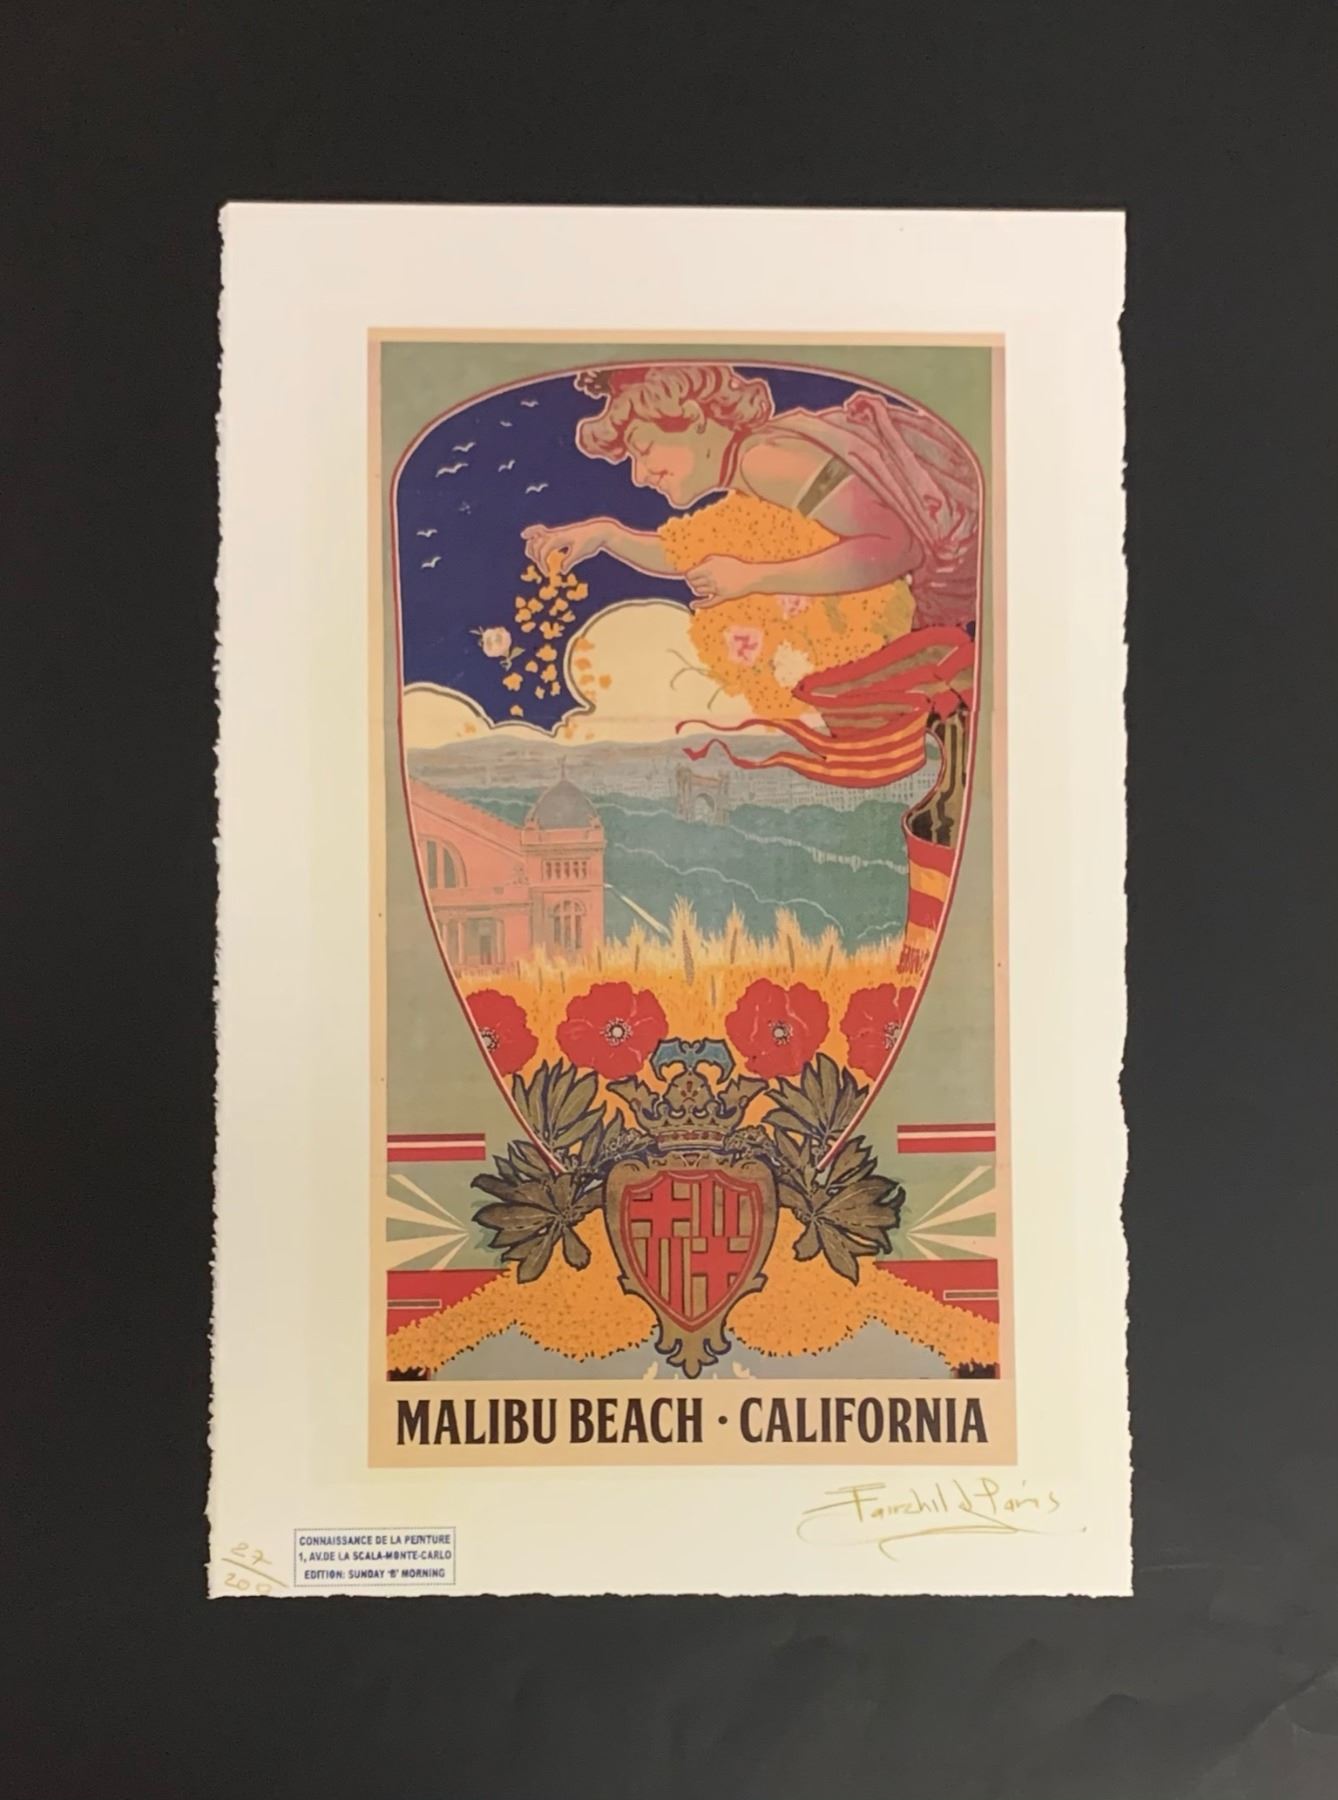 MALIBU BEACH · CALIFORNIA
Fairchild Paris
27/200
CONNAISSANCE DE LA PEINTURE
1, AV.DE LA SCALA-MONTE-CARLO
EDITION: SUNDAY 'B' MORNING